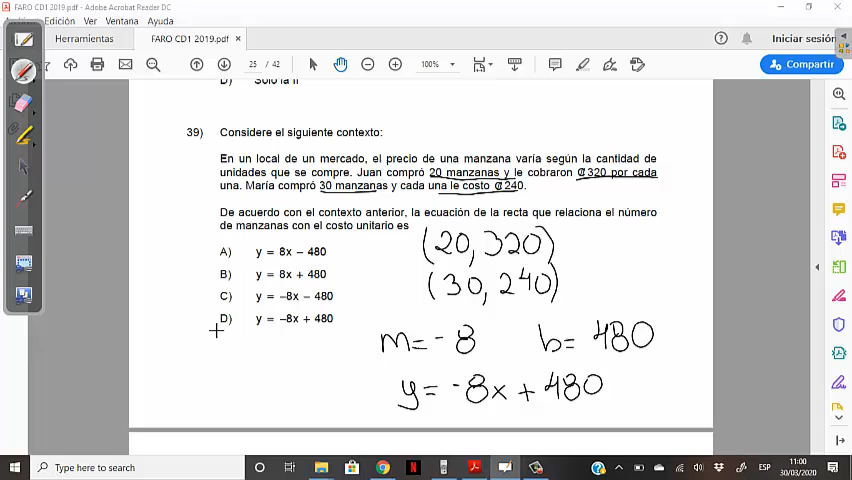 FARO CD1 2019.pdf - Adobe Acrobat Reader DC
Edición Ver Ventana Ayuda
Herramientas FARO CD1 2019.pdf × Iniciar sesión
25 / 42 100% Compartir
D) Solo la II
39) Considere el siguiente contexto:
En un local de un mercado, el precio de una manzana varía según la cantidad de
unidades que se compre. Juan compró 20 manzanas y le cobraron ₡320 por cada
una. María compró 30 manzanas y cada una le costo ₡240.
De acuerdo con el contexto anterior, la ecuación de la recta que relaciona el número
de manzanas con el costo unitario es
A) y = 8x – 480
B) y = 8x + 480
C) y = –8x – 480
D) y = –8x + 480
(20, 320)
(30, 240)
m= -8 b= 480
y= -8x + 480
Type here to search
ESP
11:00
30/03/2020